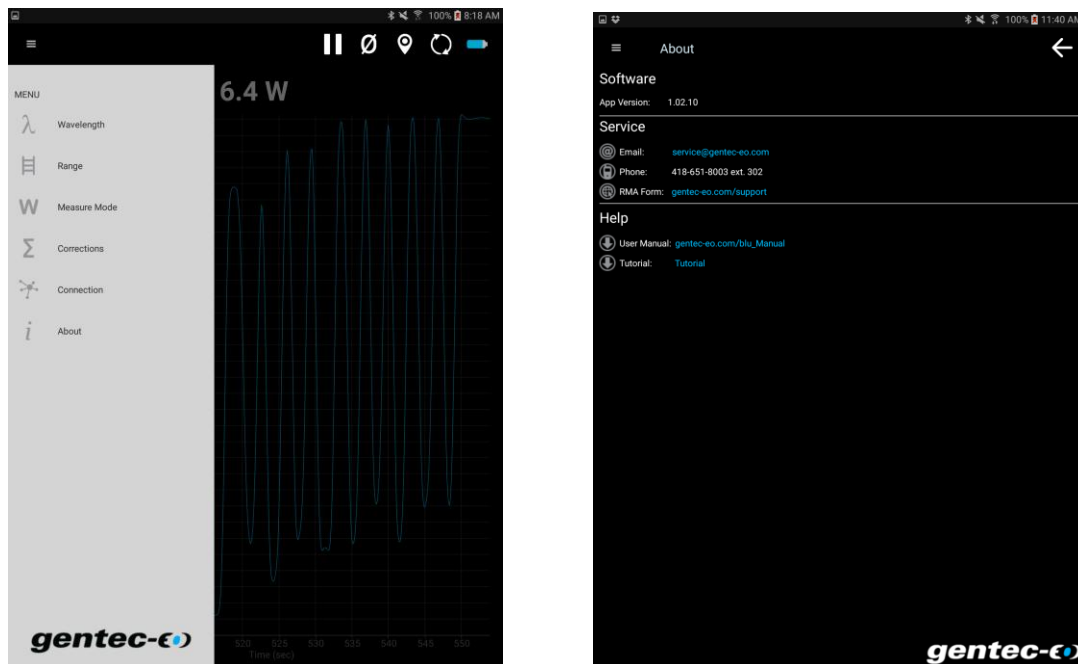 100% 8:18 AM
6.4 W
MENU
λ Wavelength
Range
W Measure Mode
Σ Corrections
Connection
i About
520 525 530 535 540 545 550
Time (sec)
gentec-eo
100% 11:40 AM
About
Software
App Version: 1.02.10
Service
@ Email: service@gentec-eo.com
Phone: 418-651-8003 ext. 302
RMA Form: gentec-eo.com/support
Help
User Manual: gentec-eo.com/blu_Manual
Tutorial: Tutorial
gentec-eo